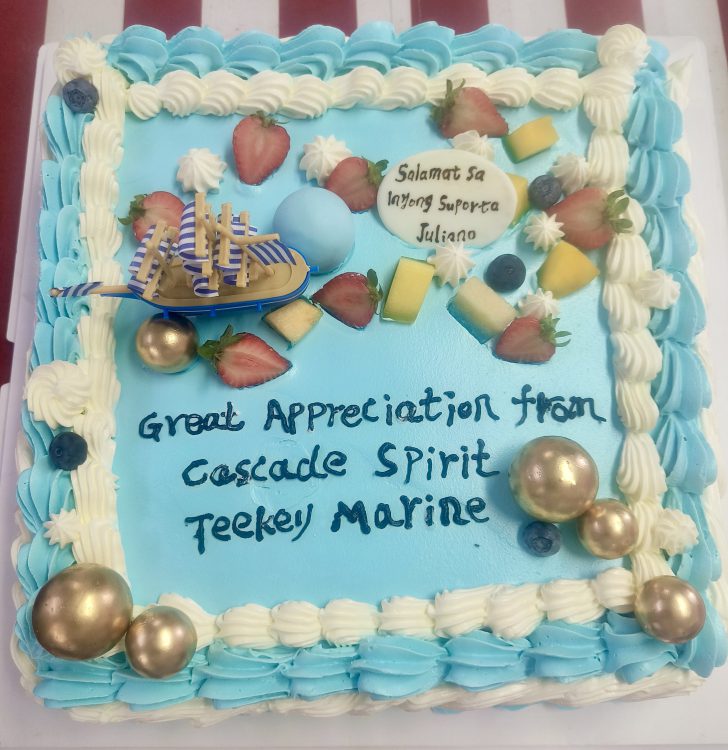 Salamat sa
Inyong Suporta
Juliano
Great Appreciation from
Cascade Spirit
Teekey Marine